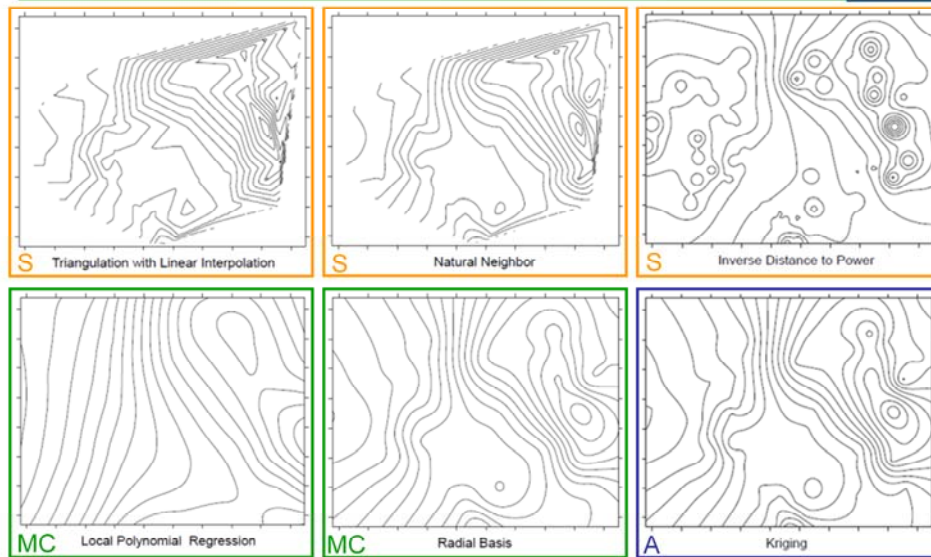 S Triangulation with Linear Interpolation
S Natural Neighbor
S Inverse Distance to Power
MC Local Polynomial Regression
MC Radial Basis
A Kriging